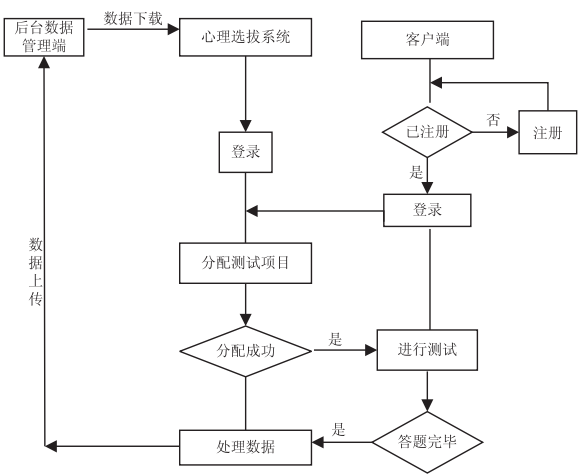 后台数据
管理端
数据下载
心理选拔系统
客户端
登录
已注册
否
注册
是
登录
数据上传
分配测试项目
分配成功
是
进行测试
处理数据
是
答题完毕